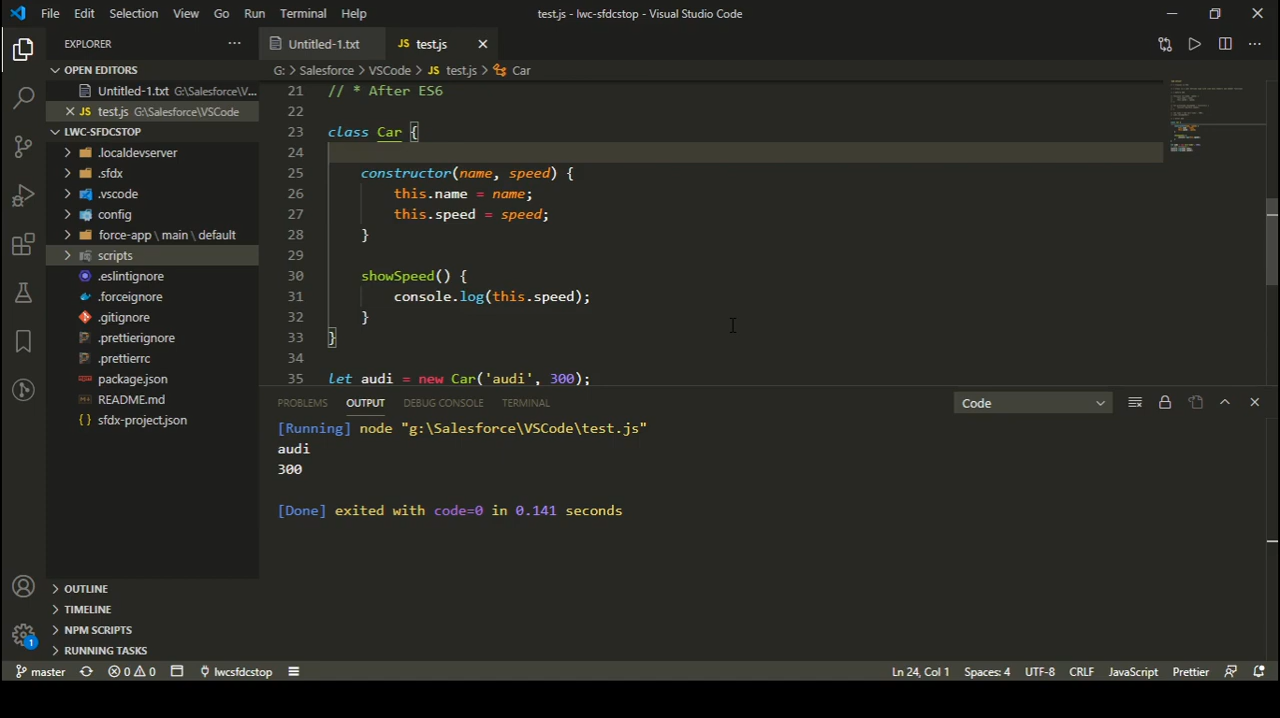 File Edit Selection View Go Run Terminal Help test.js - lwc-sfdcstop - Visual Studio Code
EXPLORER
OPEN EDITORS
Untitled-1.txt G:\Salesforce\V...
JS test.js G:\Salesforce\VSCode
LWC-SFDCSTOP
.localdevserver
.sfdx
.vscode
config
force-app \ main \ default
scripts
.eslintignore
.forceignore
.gitignore
.prettierignore
.prettierrc
package.json
README.md
{} sfdx-project.json
OUTLINE
TIMELINE
NPM SCRIPTS
RUNNING TASKS
Untitled-1.txt JS test.js
G: > Salesforce > VSCode > JS test.js > Car
21 // * After ES6
22
23 class Car {
24
25 constructor(name, speed) {
26 this.name = name;
27 this.speed = speed;
28 }
29
30 showSpeed() {
31 console.log(this.speed);
32 }
33 }
34
35 let audi = new Car('audi', 300);
PROBLEMS OUTPUT DEBUG CONSOLE TERMINAL Code
[Running] node "g:\Salesforce\VSCode\test.js"
audi
300
[Done] exited with code=0 in 0.141 seconds
1
master 0 0 lwcsfdcstop Ln 24, Col 1 Spaces: 4 UTF-8 CRLF JavaScript Prettier